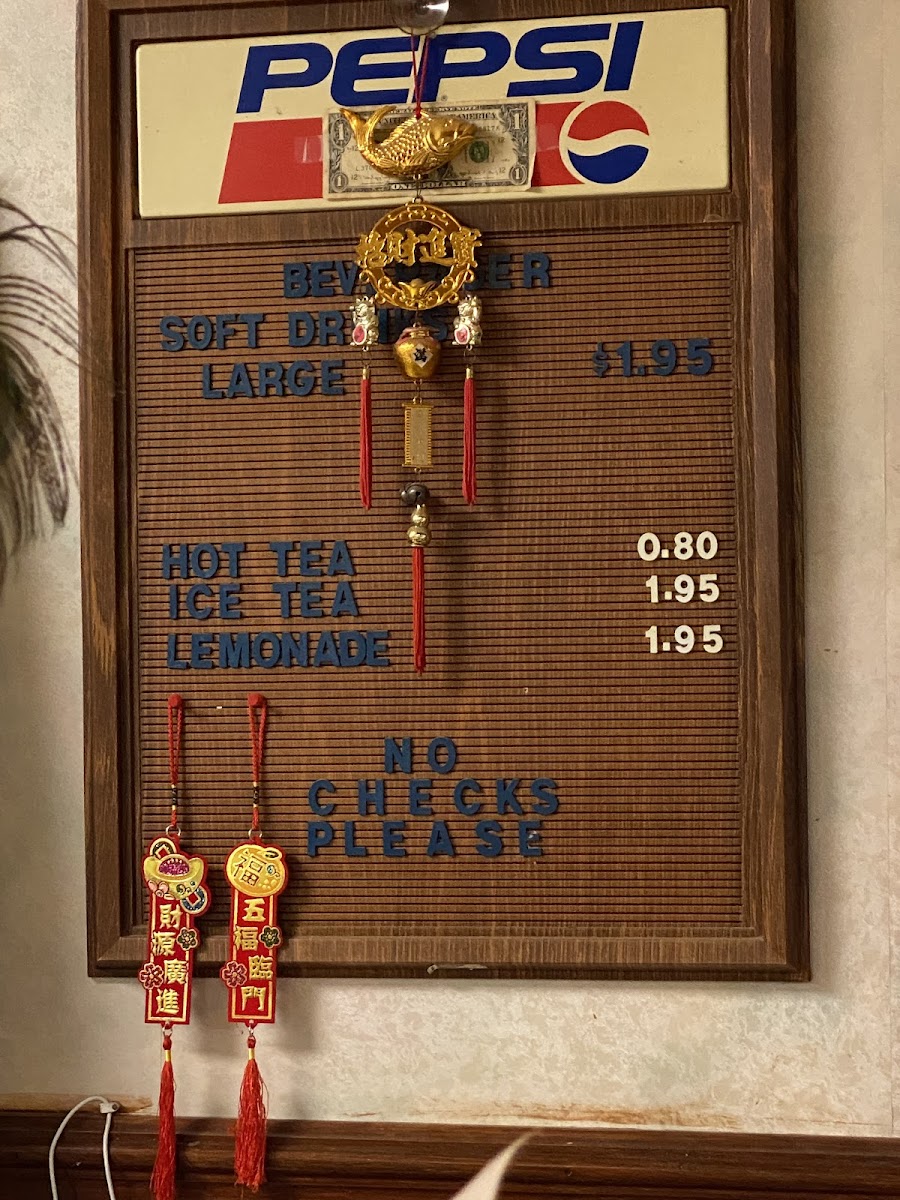 PEPSI
ONE DOLLAR
招財進寶
SOFT DRINKS
LARGE $1.95
HOT TEA 0.80
ICE TEA 1.95
LEMONADE 1.95
NO
CHECKS
PLEASE
財源廣進
福
五福臨門